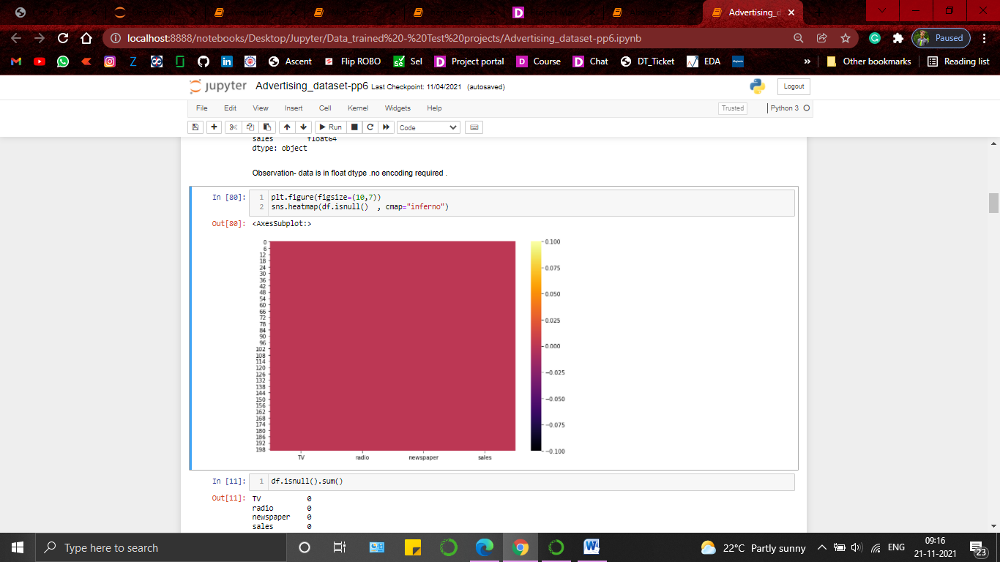 Advertising_d
localhost:8888/notebooks/Desktop/Jupyter/Data_trained%20-%20Test%20projects/Advertising_dataset-pp6.ipynb
Paused
Ascent
Flip ROBO
Sel
Project portal
Course
Chat
DT_Ticket
EDA
»
Other bookmarks
Reading list
jupyter Advertising_dataset-pp6 Last Checkpoint: 11/04/2021 (autosaved)
Logout
File Edit View Insert Cell Kernel Widgets Help
Trusted
Python 3
Run
Code
sales float64
dtype: object
Observation- data is in float dtype .no encoding required .
In [80]:
1 plt.figure(figsize=(10,7))
2 sns.heatmap(df.isnull()  , cmap="inferno")
Out[80]: <AxesSubplot:>
0
6
12
18
24
30
36
42
48
54
60
66
72
78
84
90
96
102
108
114
120
126
132
138
144
150
156
162
168
174
180
186
192
198
TV radio newspaper sales
0.100
0.075
0.050
0.025
0.000
−0.025
−0.050
−0.075
−0.100
In [11]:
1 df.isnull().sum()
Out[11]: TV 0
radio 0
newspaper 0
sales 0
Type here to search
22°C Partly sunny
ENG
09:16
21-11-2021
23